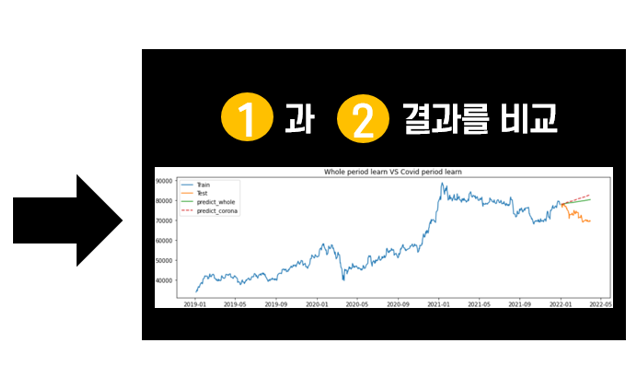 1 과 2 결과를 비교
Whole period learn VS Covid period learn
Train
Test
predict_whole
predict_corona
90000
80000
70000
60000
50000
40000
2019-01 2019-05 2019-09 2020-01 2020-05 2020-09 2021-01 2021-05 2021-09 2022-01 2022-05